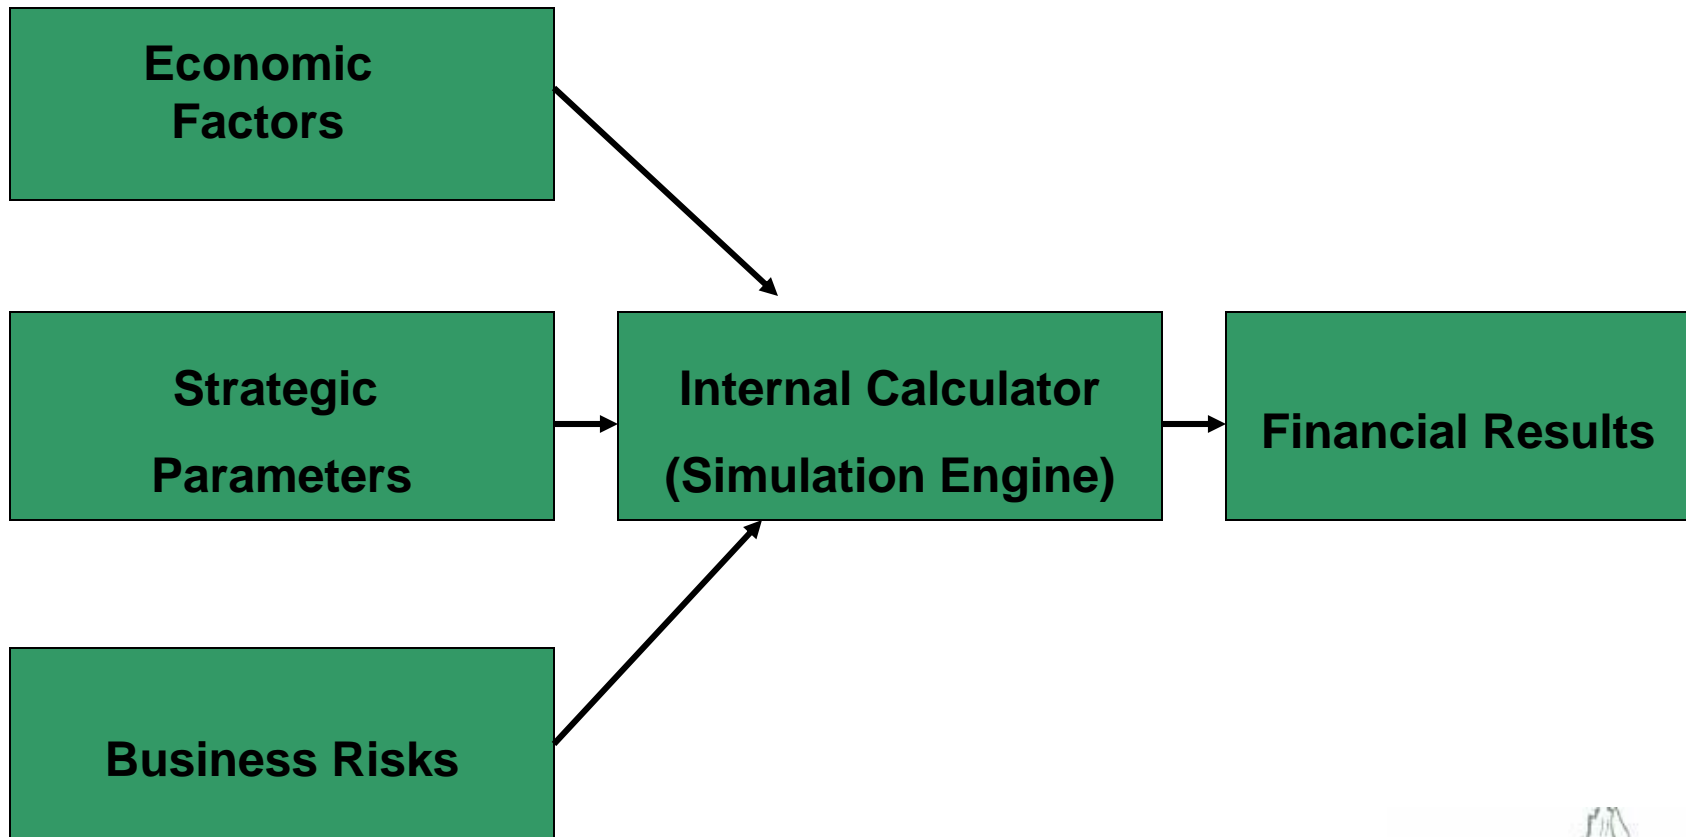 Economic
Factors
Strategic
Parameters
Internal Calculator
(Simulation Engine)
Financial Results
Business Risks